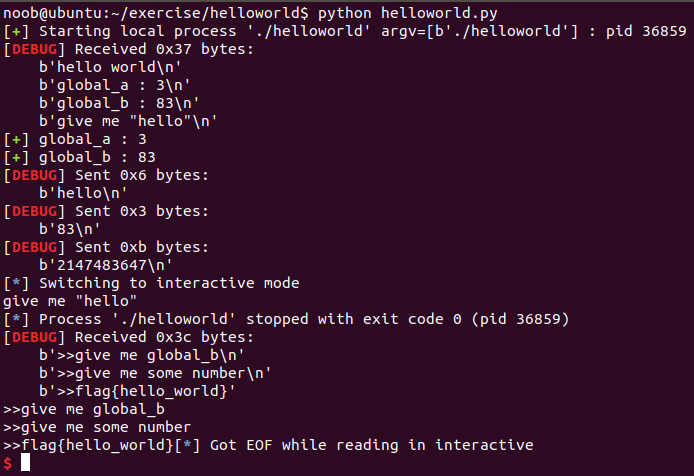 noob@ubuntu:~/exercise/helloworld$ python helloworld.py
[+] Starting local process './helloworld' argv=[b'./helloworld'] : pid 36859
[DEBUG] Received 0x37 bytes:
    b'hello world\n'
    b'global_a : 3\n'
    b'global_b : 83\n'
    b'give me "hello"\n'
[+] global_a : 3
[+] global_b : 83
[DEBUG] Sent 0x6 bytes:
    b'hello\n'
[DEBUG] Sent 0x3 bytes:
    b'83\n'
[DEBUG] Sent 0xb bytes:
    b'2147483647\n'
[*] Switching to interactive mode
give me "hello"
[*] Process './helloworld' stopped with exit code 0 (pid 36859)
[DEBUG] Received 0x3c bytes:
    b'>>give me global_b\n'
    b'>>give me some number\n'
    b'>>flag{hello_world}'
>>give me global_b
>>give me some number
>>flag{hello_world}[*] Got EOF while reading in interactive
$